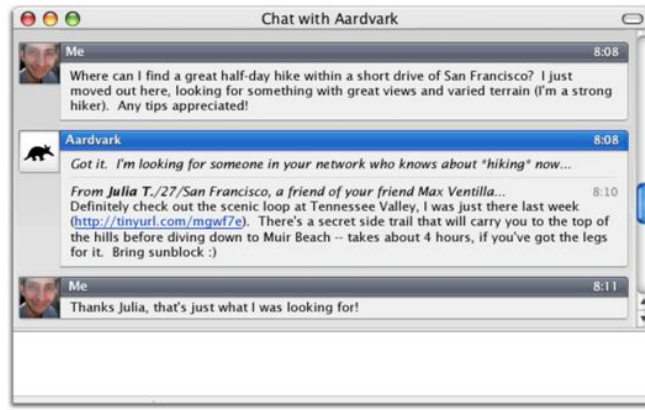 Chat with Aardvark
Me 8:08
Where can I find a great half-day hike within a short drive of San Francisco?  I just
moved out here, looking for something with great views and varied terrain (I'm a strong
hiker).  Any tips appreciated!
Aardvark 8:08
Got it.  I'm looking for someone in your network who knows about *hiking* now...
From Julia T./27/San Francisco, a friend of your friend Max Ventilla... 8:10
Definitely check out the scenic loop at Tennessee Valley, I was just there last week
(http://tinyurl.com/mgwf7e).  There's a secret side trail that will carry you to the top of
the hills before diving down to Muir Beach -- takes about 4 hours, if you've got the legs
for it.  Bring sunblock :)
Me 8:11
Thanks Julia, that's just what I was looking for!